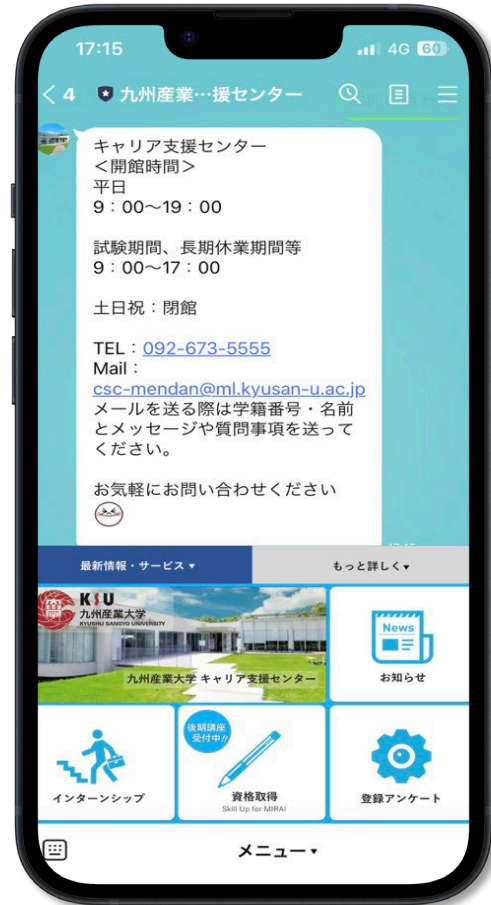 17:15
4G 60
4 九州産業…援センター
キャリア支援センター
＜開館時間＞
平日
9：00〜19：00
試験期間、長期休業期間等
9：00〜17：00
土日祝：閉館
TEL：092-673-5555
Mail：
csc-mendan@ml.kyusan-u.ac.jp
メールを送る際は学籍番号・名前
とメッセージや質問事項を送って
ください。
お気軽にお問い合わせください
最新情報・サービス▼
もっと詳しく▼
KSU
九州産業大学
KYUSHU SANGYO UNIVERSITY
九州産業大学 キャリア支援センター
News
お知らせ
インターンシップ
後期講座
受付中!!
資格取得
Skill Up for MIRAI
登録アンケート
メニュー▼